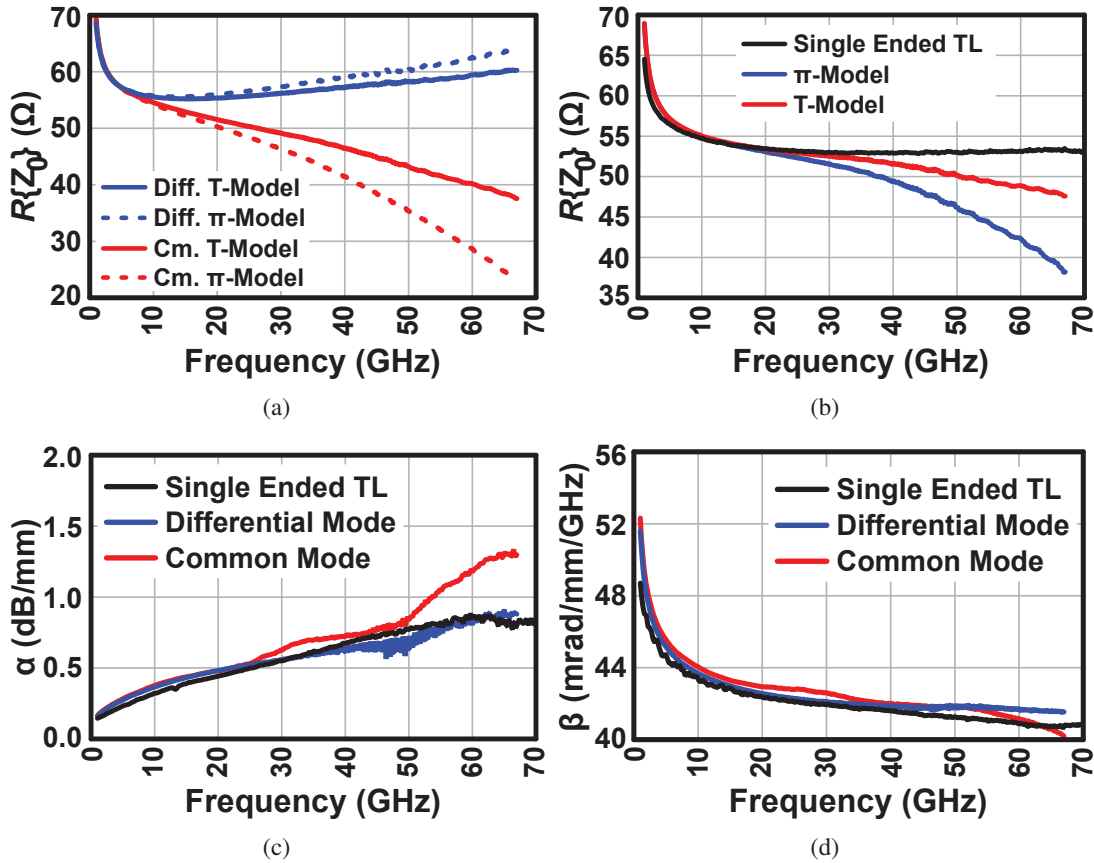 R{Z₀} (Ω)
70
60
50
40
30
20
Diff. T-Model
Diff. π-Model
Cm. T-Model
Cm. π-Model
0 10 20 30 40 50 60 70
Frequency (GHz)
(a)
R{Z₀} (Ω)
70
65
60
55
50
45
40
35
Single Ended TL
π-Model
T-Model
0 10 20 30 40 50 60 70
Frequency (GHz)
(b)
α (dB/mm)
2.0
1.5
1.0
0.5
0.0
Single Ended TL
Differential Mode
Common Mode
0 10 20 30 40 50 60 70
Frequency (GHz)
(c)
β (mrad/mm/GHz)
56
52
48
44
40
Single Ended TL
Differential Mode
Common Mode
0 10 20 30 40 50 60 70
Frequency (GHz)
(d)